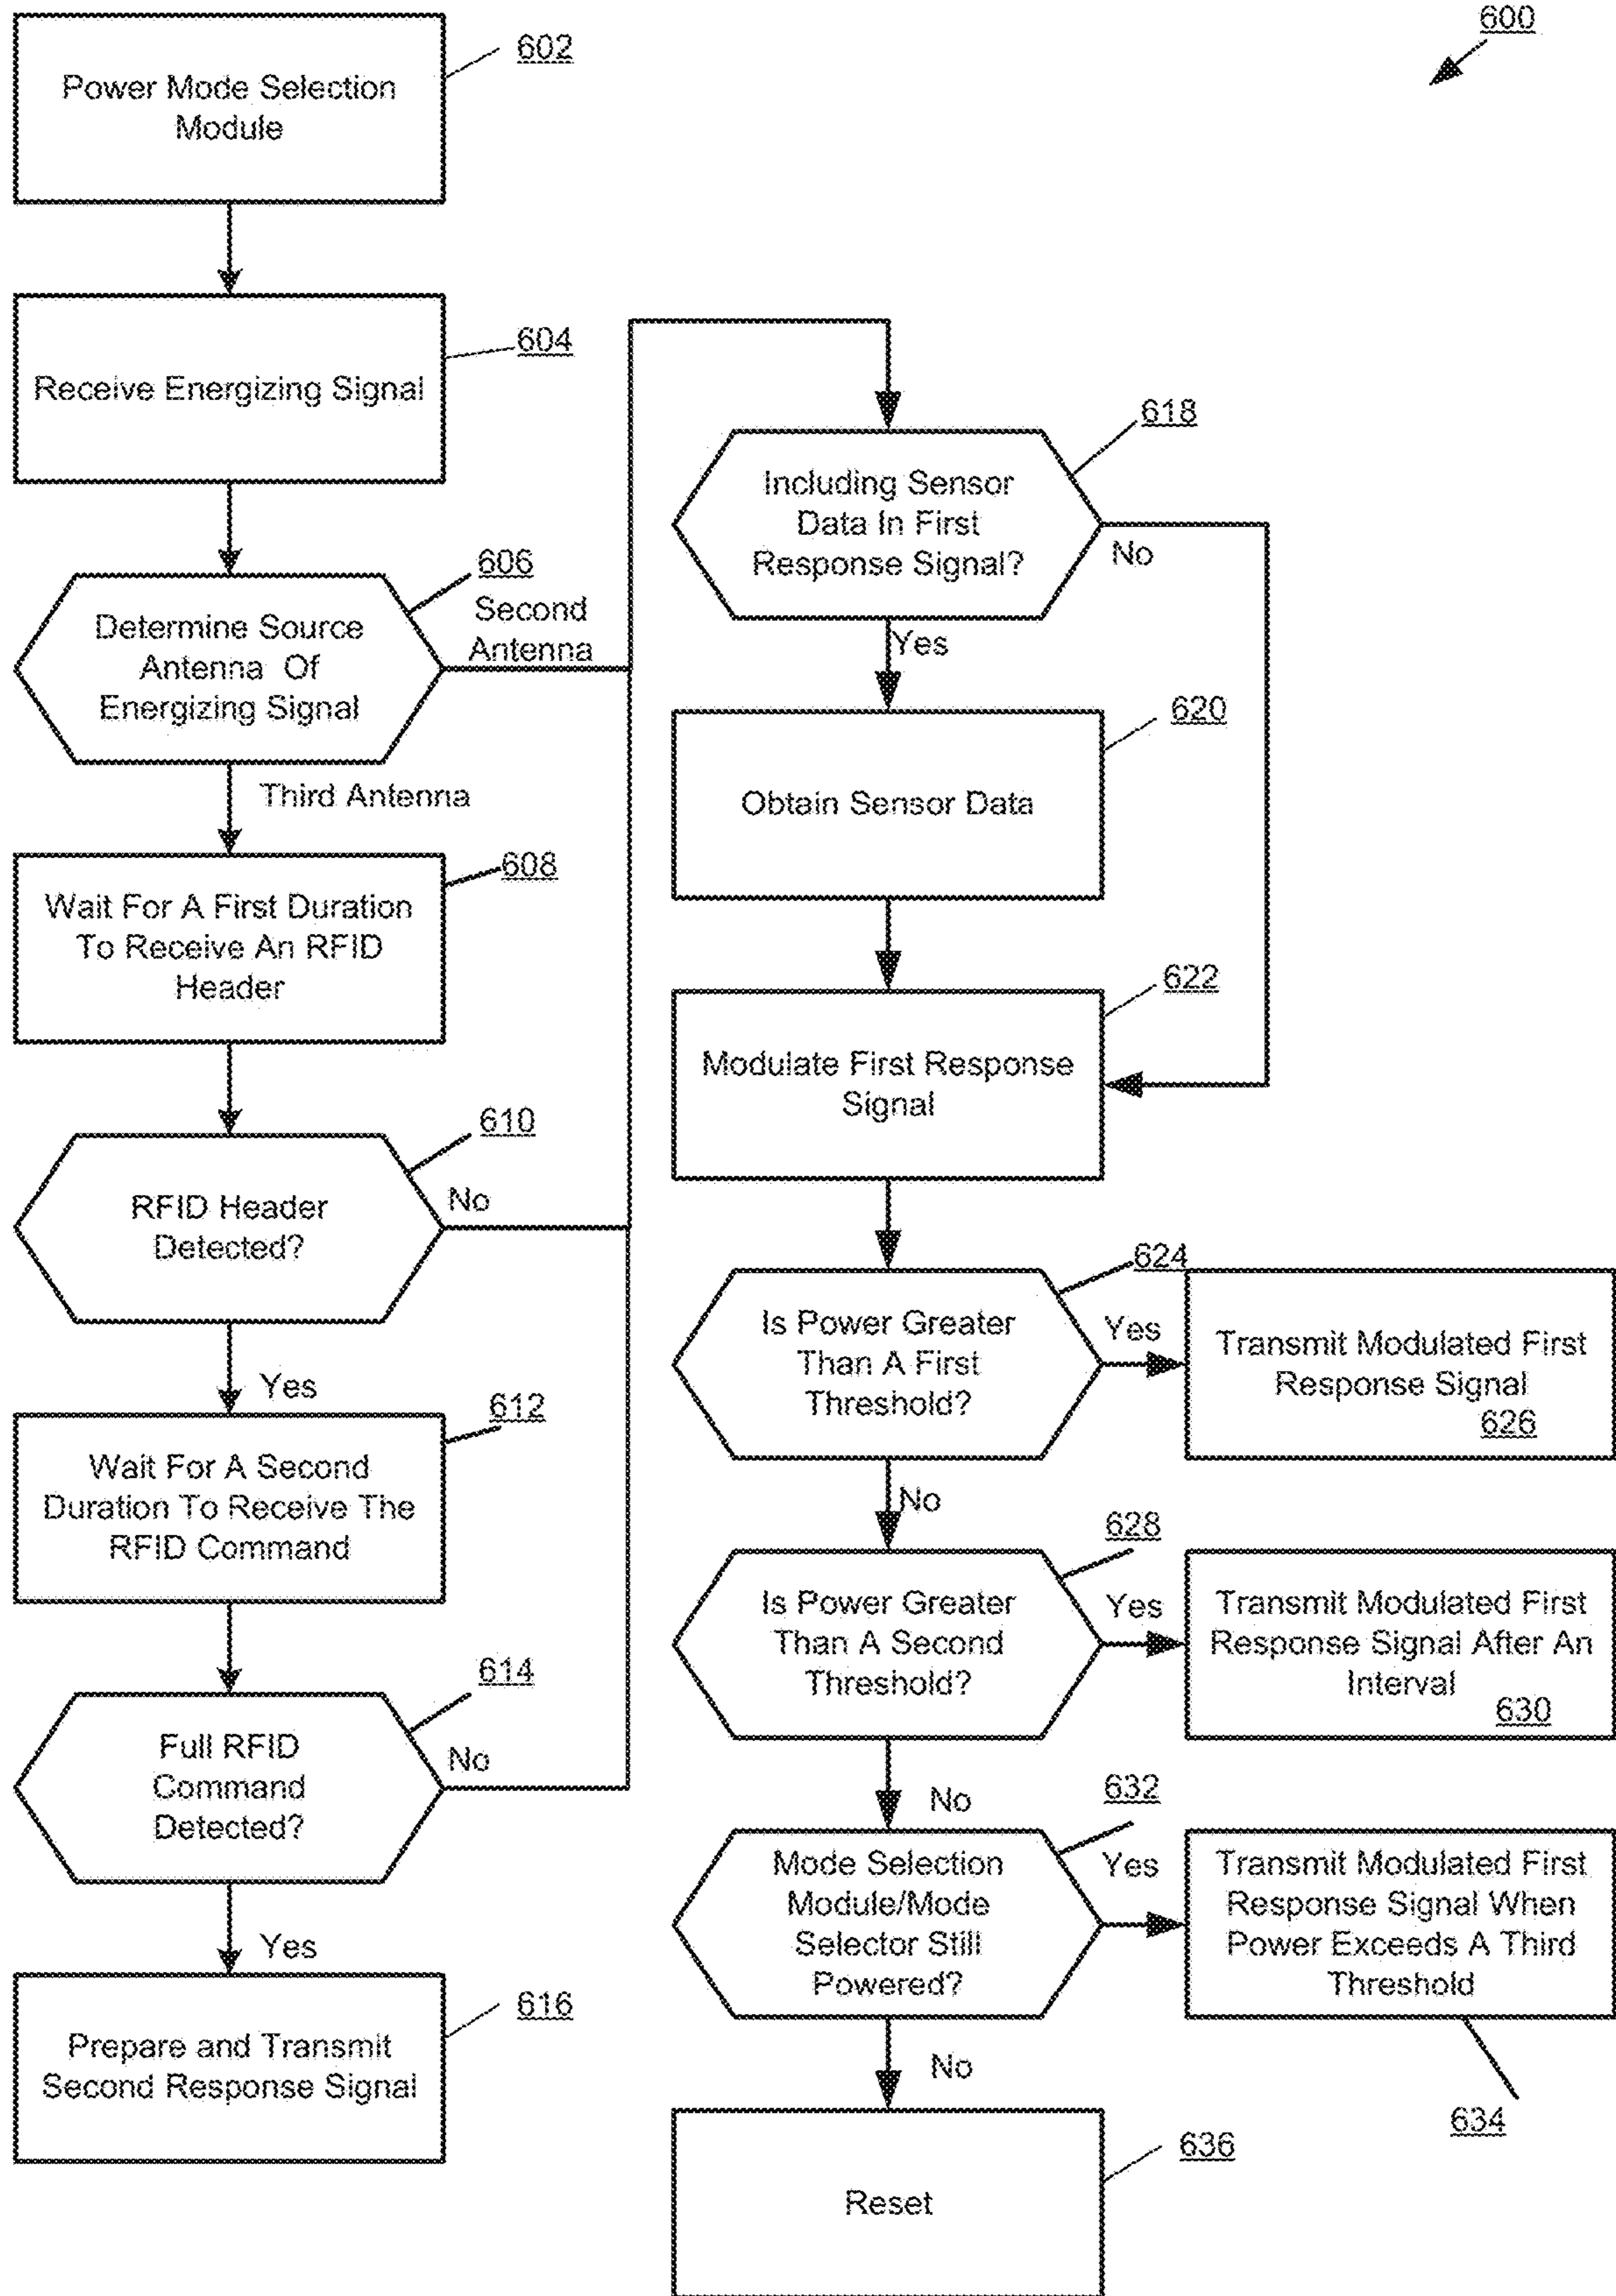 600
602
Power Mode Selection
Module
604
Receive Energizing Signal
606
Determine Source
Antenna Of
Energizing Signal
Second
Antenna
Third Antenna
608
Wait For A First Duration
To Receive An RFID
Header
610
RFID Header
Detected?
No
Yes
612
Wait For A Second
Duration To Receive The
RFID Command
614
Full RFID
Command
Detected?
No
Yes
616
Prepare and Transmit
Second Response Signal
618
Including Sensor
Data In First
Response Signal?
No
Yes
620
Obtain Sensor Data
622
Modulate First Response
Signal
624
Is Power Greater
Than A First
Threshold?
Yes
Transmit Modulated First
Response Signal
626
No
628
Is Power Greater
Than A Second
Threshold?
Yes
Transmit Modulated First
Response Signal After An
Interval
630
No
632
Mode Selection
Module/Mode
Selector Still
Powered?
Yes
Transmit Modulated First
Response Signal When
Power Exceeds A Third
Threshold
634
No
636
Reset